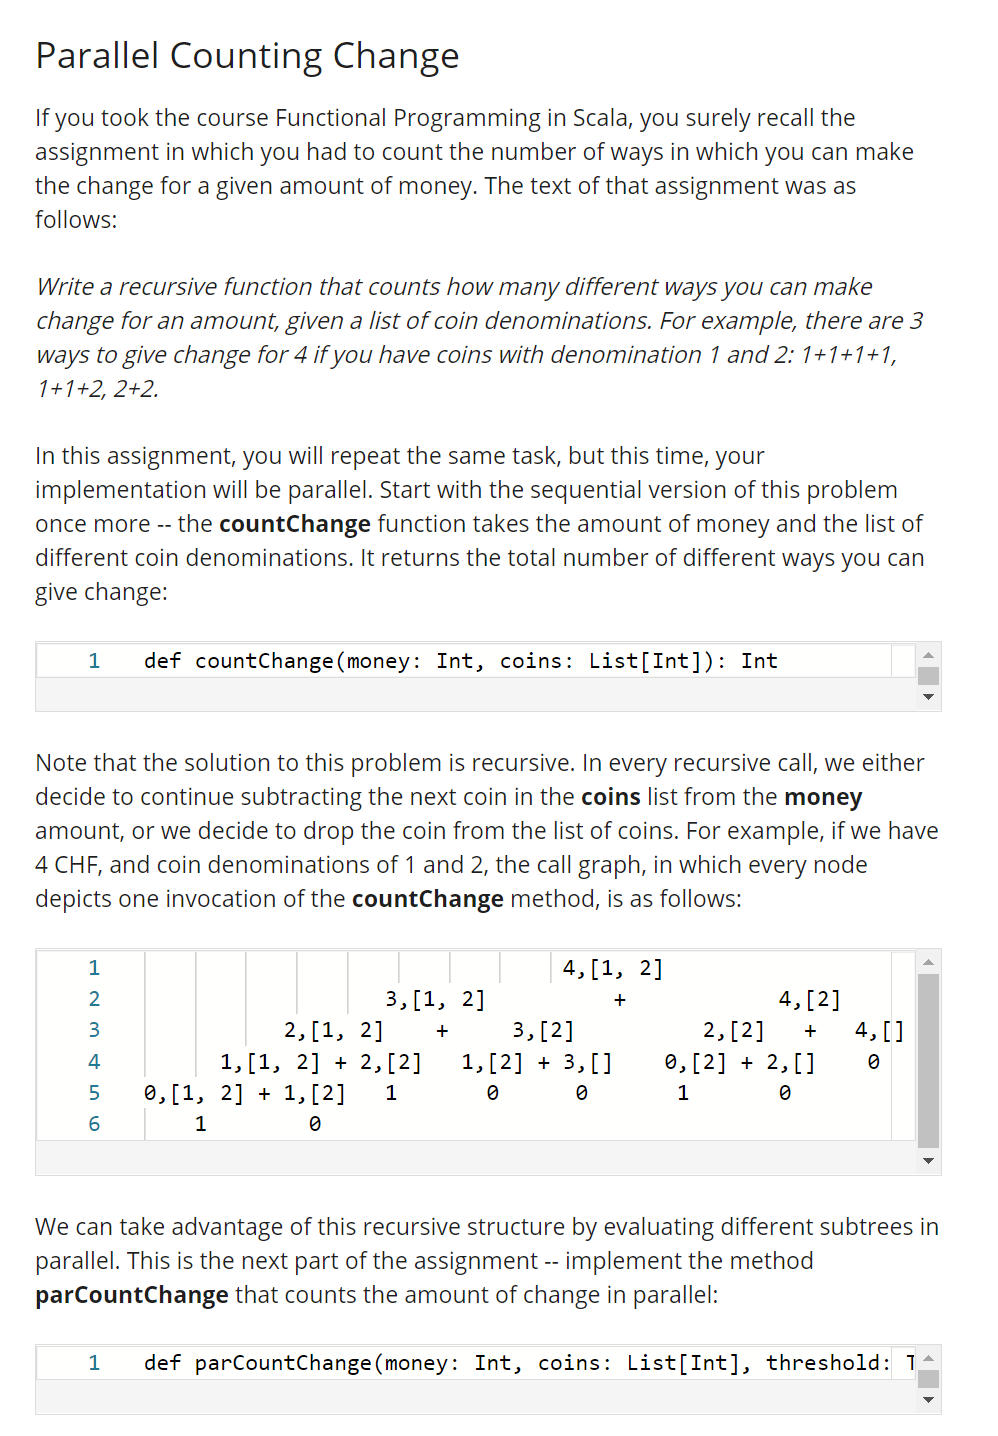 Parallel Counting Change
If you took the course Functional Programming in Scala, you surely recall the
assignment in which you had to count the number of ways in which you can make
the change for a given amount of money. The text of that assignment was as
follows:
Write a recursive function that counts how many different ways you can make
change for an amount, given a list of coin denominations. For example, there are 3
ways to give change for 4 if you have coins with denomination 1 and 2: 1+1+1+1,
1+1+2, 2+2.
In this assignment, you will repeat the same task, but this time, your
implementation will be parallel. Start with the sequential version of this problem
once more -- the countChange function takes the amount of money and the list of
different coin denominations. It returns the total number of different ways you can
give change:
1 def countChange(money: Int, coins: List[Int]): Int
Note that the solution to this problem is recursive. In every recursive call, we either
decide to continue subtracting the next coin in the coins list from the money
amount, or we decide to drop the coin from the list of coins. For example, if we have
4 CHF, and coin denominations of 1 and 2, the call graph, in which every node
depicts one invocation of the countChange method, is as follows:
1 4,[1, 2]
2 3,[1, 2] + 4,[2]
3 2,[1, 2] + 3,[2] 2,[2] + 4,[]
4 1,[1, 2] + 2,[2] 1,[2] + 3,[] 0,[2] + 2,[] 0
5 0,[1, 2] + 1,[2] 1 0 0 1 0
6 1 0
We can take advantage of this recursive structure by evaluating different subtrees in
parallel. This is the next part of the assignment -- implement the method
parCountChange that counts the amount of change in parallel:
1 def parCountChange(money: Int, coins: List[Int], threshold: